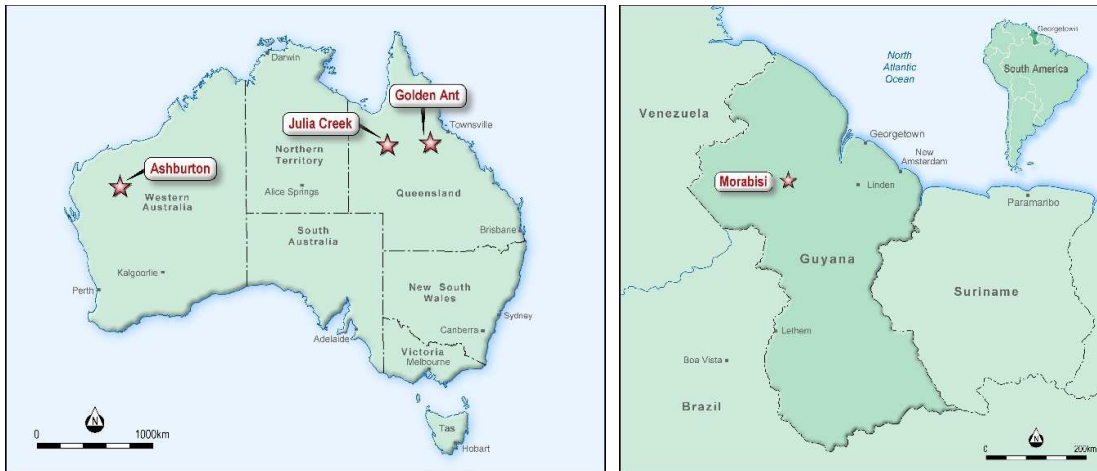 Darwin
Golden Ant
Julia Creek
Townsville
Northern
Territory
Ashburton
Alice Springs
Queensland
Western
Australia
South
Australia
Brisbane
Kalgoorlie
New South
Wales
Perth
Sydney
Canberra
Adelaide
Victoria
Melbourne
N
0 1000km
Tas
Hobart
Georgetown
North
Atlantic
Ocean
South America
Venezuela
Georgetown
New
Amsterdam
Morabisi
Linden
Paramaribo
Guyana
Suriname
Lethem
Boa Vista
Brazil
N
0 200km